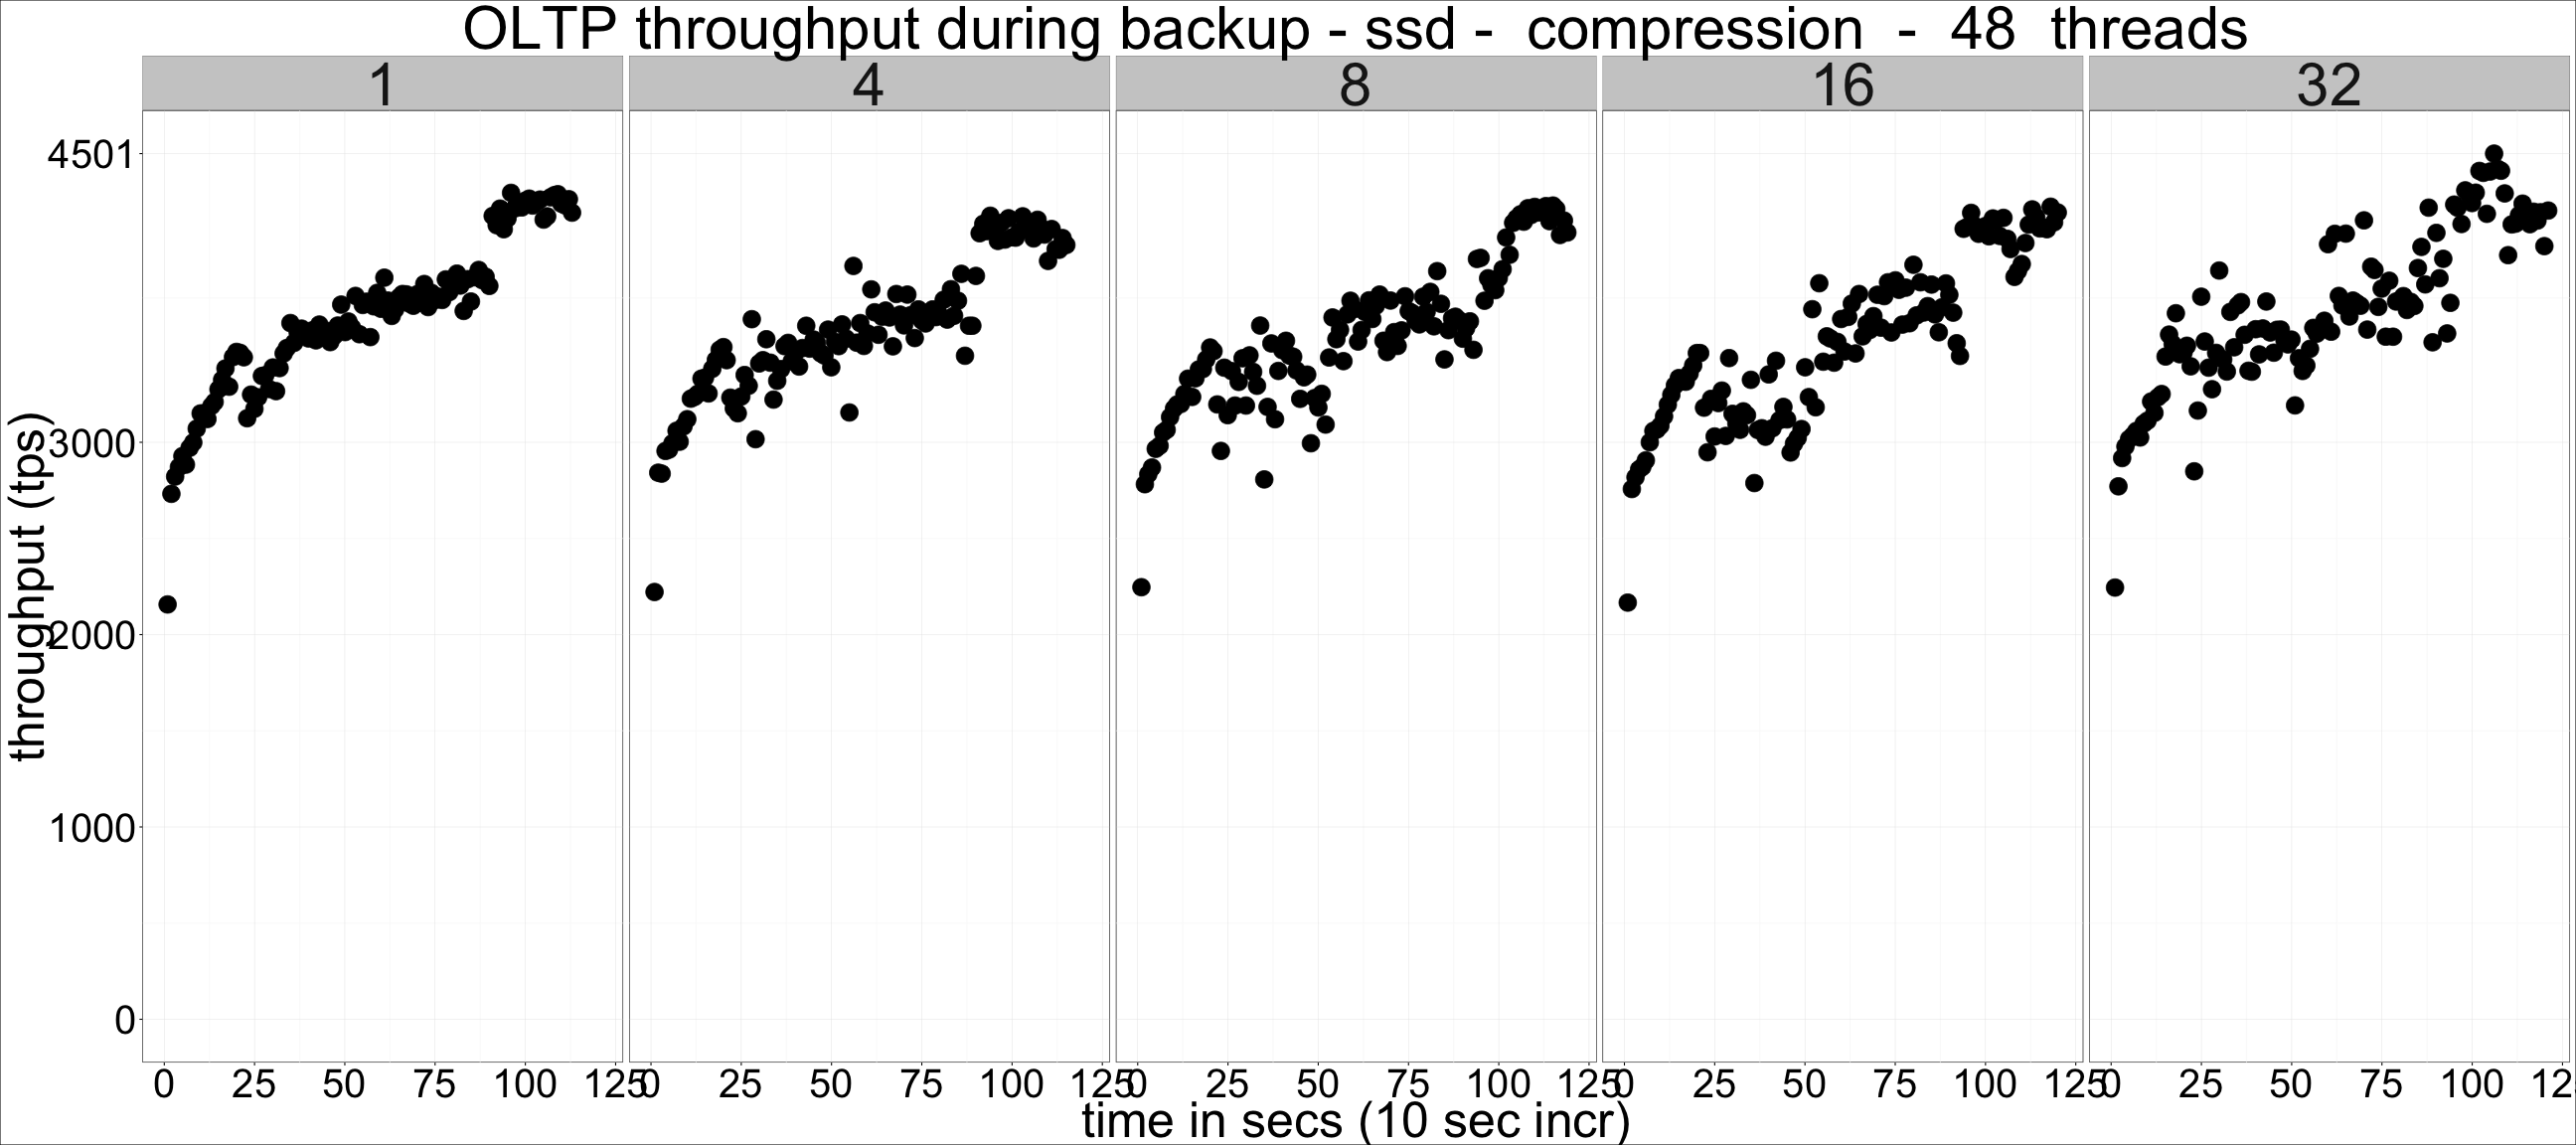 OLTP throughput during backup - ssd -  compression  -  48  threads
1 4 8 16 32
throughput (tps)
4501
3000
2000
1000
0
0 25 50 75 100 125 0 25 50 75 100 125 0 25 50 75 100 125 0 25 50 75 100 125 0 25 50 75 100 12
time in secs (10 sec incr)